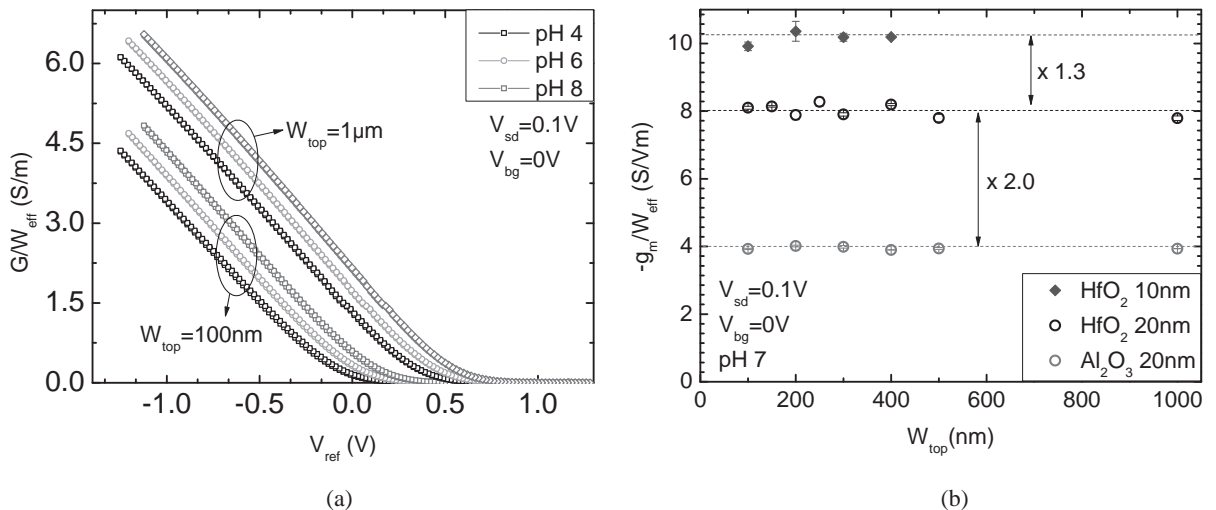 6.0
4.5
3.0
1.5
0.0
-1.0
-0.5
0.0
0.5
1.0
G/W_eff (S/m)
V_ref (V)
pH 4
pH 6
pH 8
V_sd=0.1V
V_bg=0V
W_top=1μm
W_top=100nm
(a)
10
8
6
4
2
0
0
200
400
600
800
1000
-g_m/W_eff (S/Vm)
W_top(nm)
x 1.3
x 2.0
V_sd=0.1V
V_bg=0V
pH 7
HfO₂ 10nm
HfO₂ 20nm
Al₂O₃ 20nm
(b)